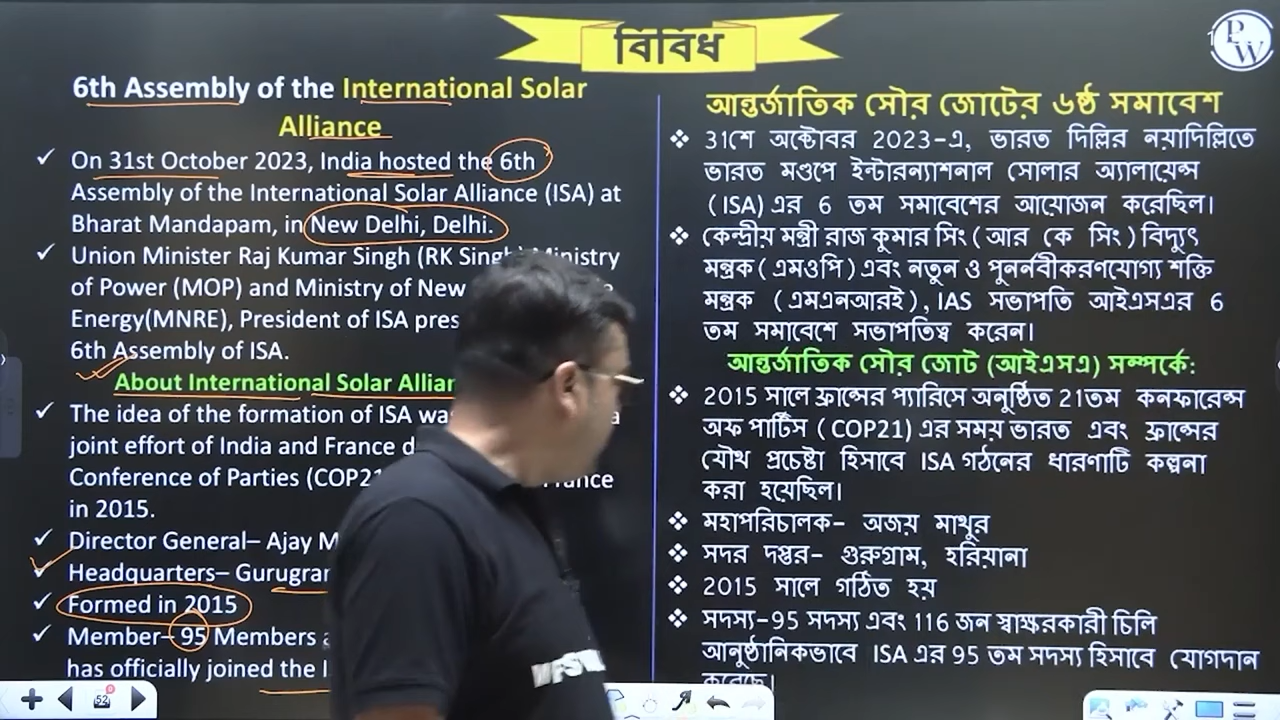 বিবিধ
PW
6th Assembly of the International Solar
Alliance
On 31st October 2023, India hosted the 6th
Assembly of the International Solar Alliance (ISA) at
Bharat Mandapam, in New Delhi, Delhi.
Union Minister Raj Kumar Singh (RK Singh) Ministry
of Power (MOP) and Ministry of New
Energy(MNRE), President of ISA
6th Assembly of ISA.
About International Solar
The idea of the formation of ISA
joint effort of India and France
Conference of Parties (COP21
in 2015.
Director General– Ajay
Headquarters–
Formed in 2015
Member– 95 Members
has officially joined the
আন্তর্জাতিক সৌর জোটের ৬ষ্ঠ সমাবেশ
31শে অক্টোবর 2023-এ, ভারত দিল্লির নয়াদিল্লিতে
ভারত মণ্ডপে ইন্টারন্যাশনাল সোলার অ্যালায়েন্স
(ISA) এর 6 তম সমাবেশের আয়োজন করেছিল।
কেন্দ্রীয় মন্ত্রী রাজ কুমার সিং (আর কে সিং) বিদ্যুৎ
মন্ত্রক (এমওপি) এবং নতুন ও পুনর্নবীকরণযোগ্য শক্তি
মন্ত্রক (এমএনআরই), IAS সভাপতি আইএসএর 6
তম সমাবেশে সভাপতিত্ব করেন।
আন্তর্জাতিক সৌর জোট (আইএসএ) সম্পর্কে:
2015 সালে ফ্রান্সের প্যারিসে অনুষ্ঠিত 21তম কনফারেন্স
অফ পার্টিস (COP21) এর সময় ভারত এবং ফ্রান্সের
যৌথ প্রচেষ্টা হিসাবে ISA গঠনের ধারণাটি কল্পনা
করা হয়েছিল।
মহাপরিচালক– অজয় মাথুর
সদর দপ্তর– গুরুগ্রাম, হরিয়ানা
2015 সালে গঠিত হয়
সদস্য–95 সদস্য এবং 116 জন স্বাক্ষরকারী চিলি
আনুষ্ঠানিকভাবে ISA এর 95 তম সদস্য হিসাবে যোগদান
করেছে।
52